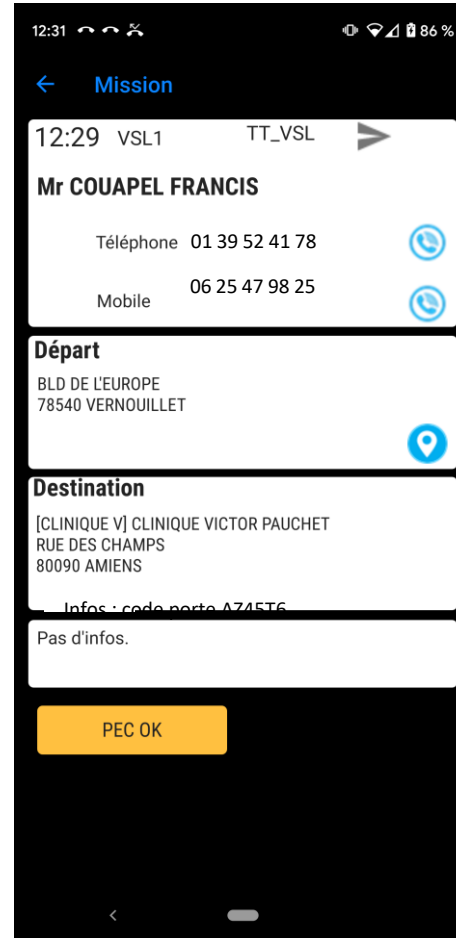 12:31 86 %
Mission
12:29 VSL1 TT_VSL
Mr COUAPEL FRANCIS
Téléphone 01 39 52 41 78
Mobile 06 25 47 98 25
Départ
BLD DE L'EUROPE
78540 VERNOUILLET
Destination
[CLINIQUE V] CLINIQUE VICTOR PAUCHET
RUE DES CHAMPS
80090 AMIENS
Infos : code porte AZ45T6
Pas d'infos.
PEC OK